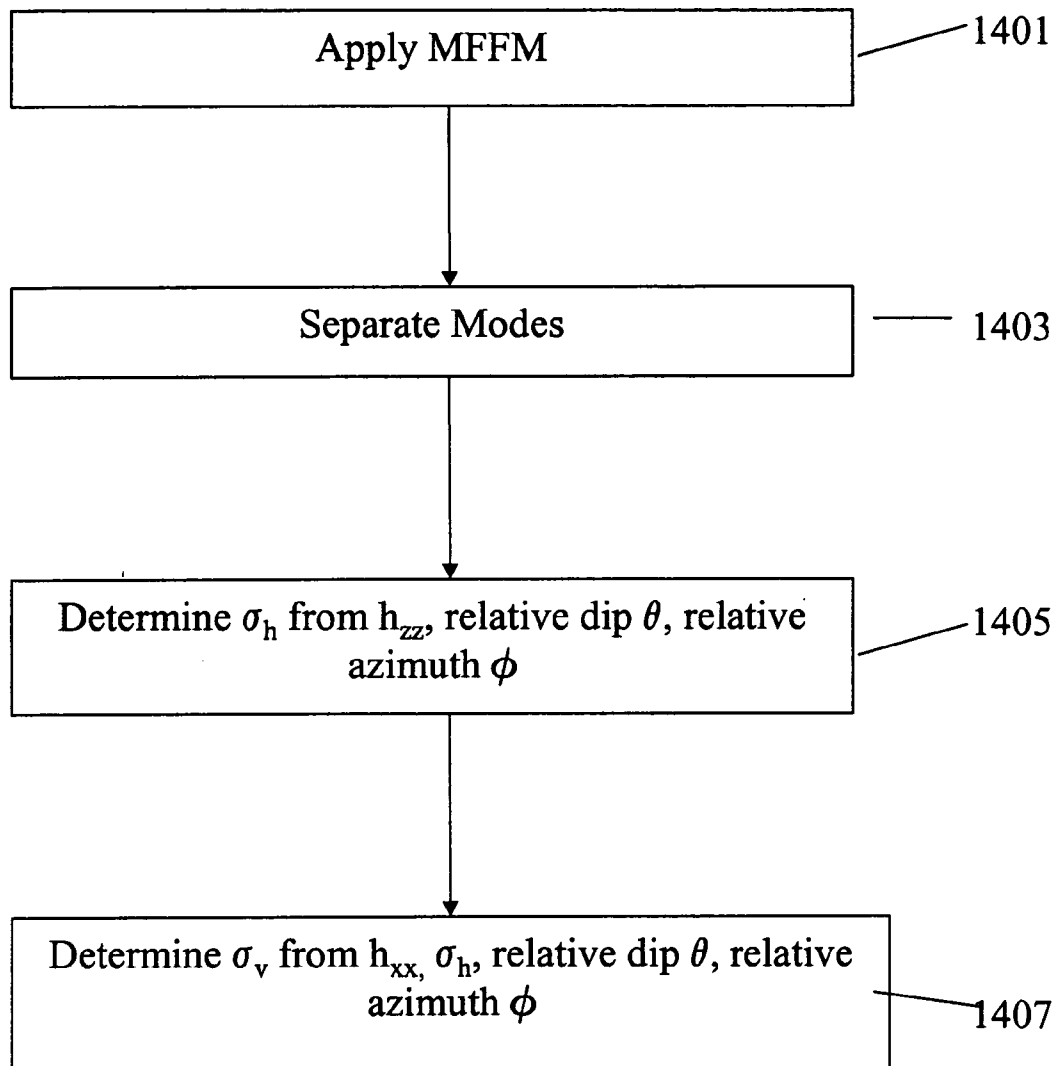 Apply MFFM
1401
Separate Modes
1403
Determine σh from hzz, relative dip θ, relative
azimuth ϕ
1405
Determine σv from hxx, σh, relative dip θ, relative
azimuth ϕ
1407